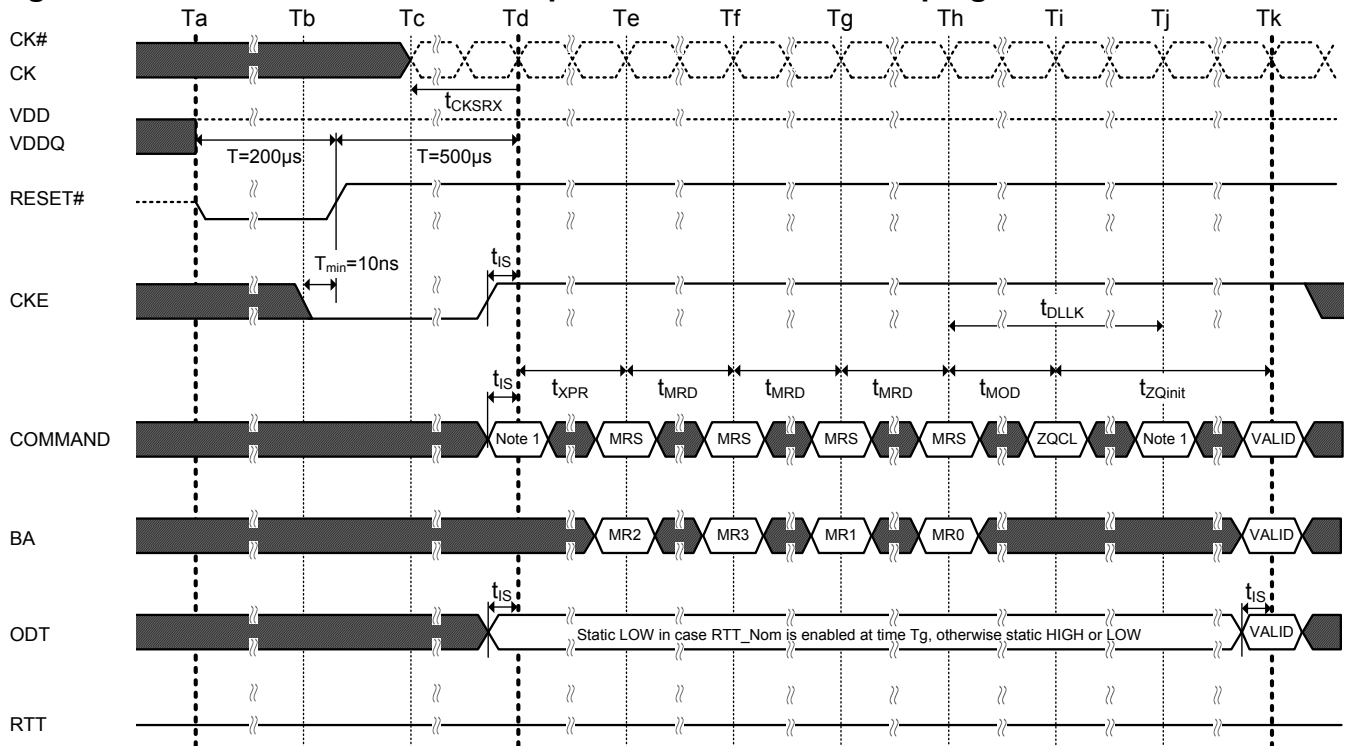 Ta Tb Tc Td Te Tf Tg Th Ti Tj Tk
CK#
CK
tCKSRX
VDD
VDDQ
T=200µs T=500µs
RESET#
Tmin=10ns tIS
CKE
tDLLK
tIS tXPR tMRD tMRD tMRD tMOD tZQinit
COMMAND Note 1 MRS MRS MRS MRS ZQCL Note 1 VALID
BA MR2 MR3 MR1 MR0 VALID
tIS tIS
ODT Static LOW in case RTT_Nom is enabled at time Tg, otherwise static HIGH or LOW VALID
RTT